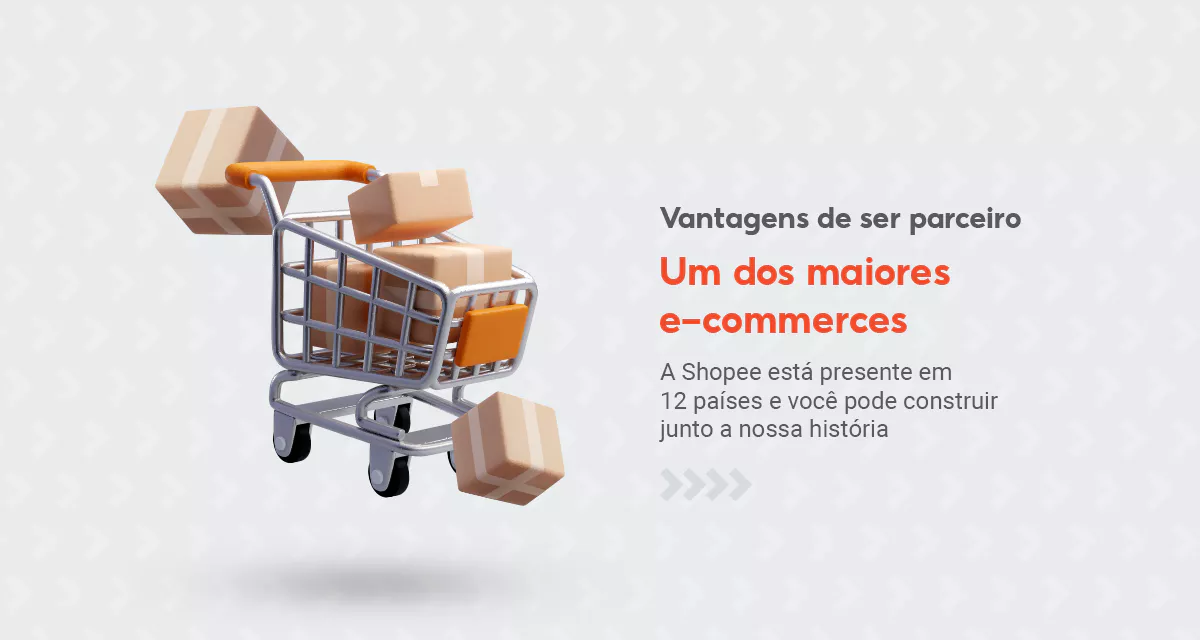 Vantagens de ser parceiro
Um dos maiores
e-commerces
A Shopee está presente em
12 países e você pode construir
junto a nossa história